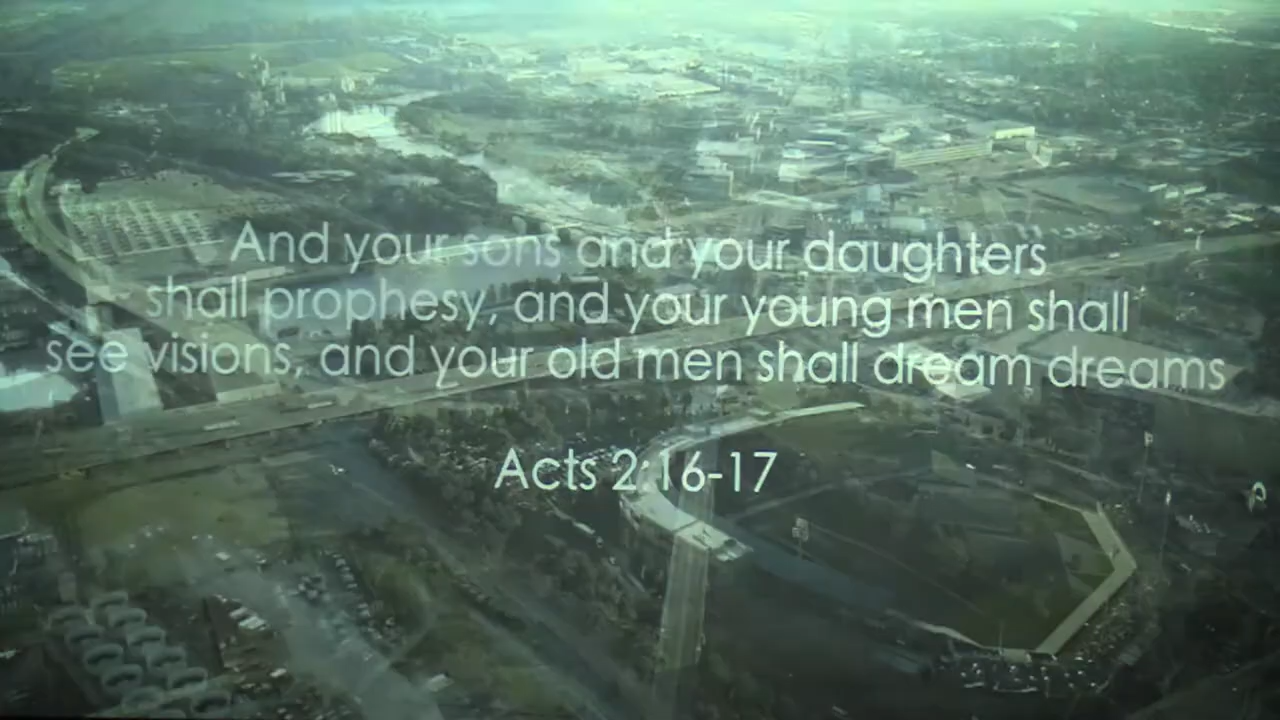 And your sons and your daughters
shall prophesy, and your young men shall
see visions, and your old men shall dream dreams
Acts 2:16-17